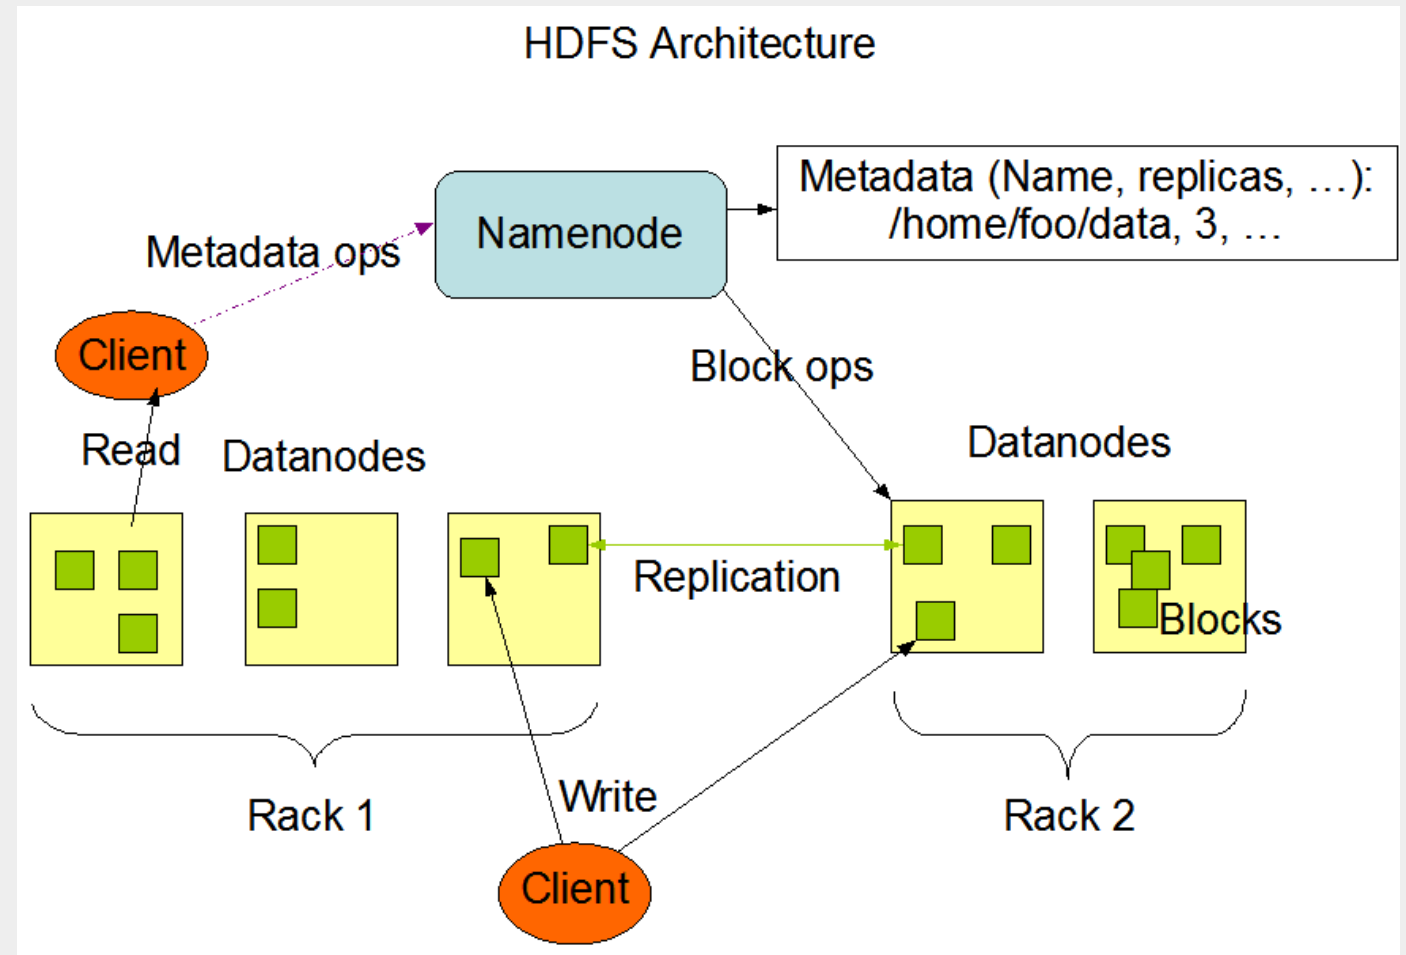 HDFS Architecture
Metadata (Name, replicas, ...):
/home/foo/data, 3, ...
Namenode
Metadata ops
Client
Block ops
Read
Datanodes
Datanodes
Replication
Blocks
Rack 1
Write
Rack 2
Client